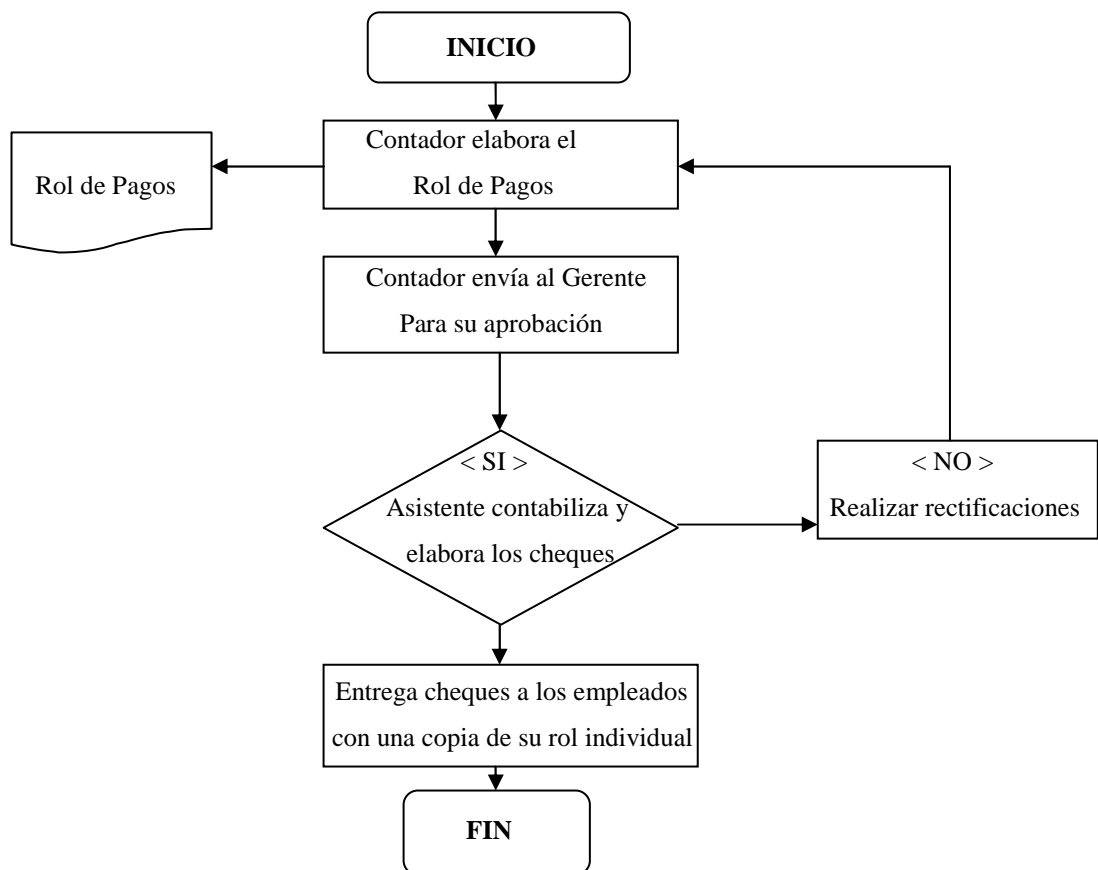 INICIO
Contador elabora el
Rol de Pagos
Rol de Pagos
Contador envía al Gerente
Para su aprobación
< SI >
Asistente contabiliza y
elabora los cheques
< NO >
Realizar rectificaciones
Entrega cheques a los empleados
con una copia de su rol individual
FIN